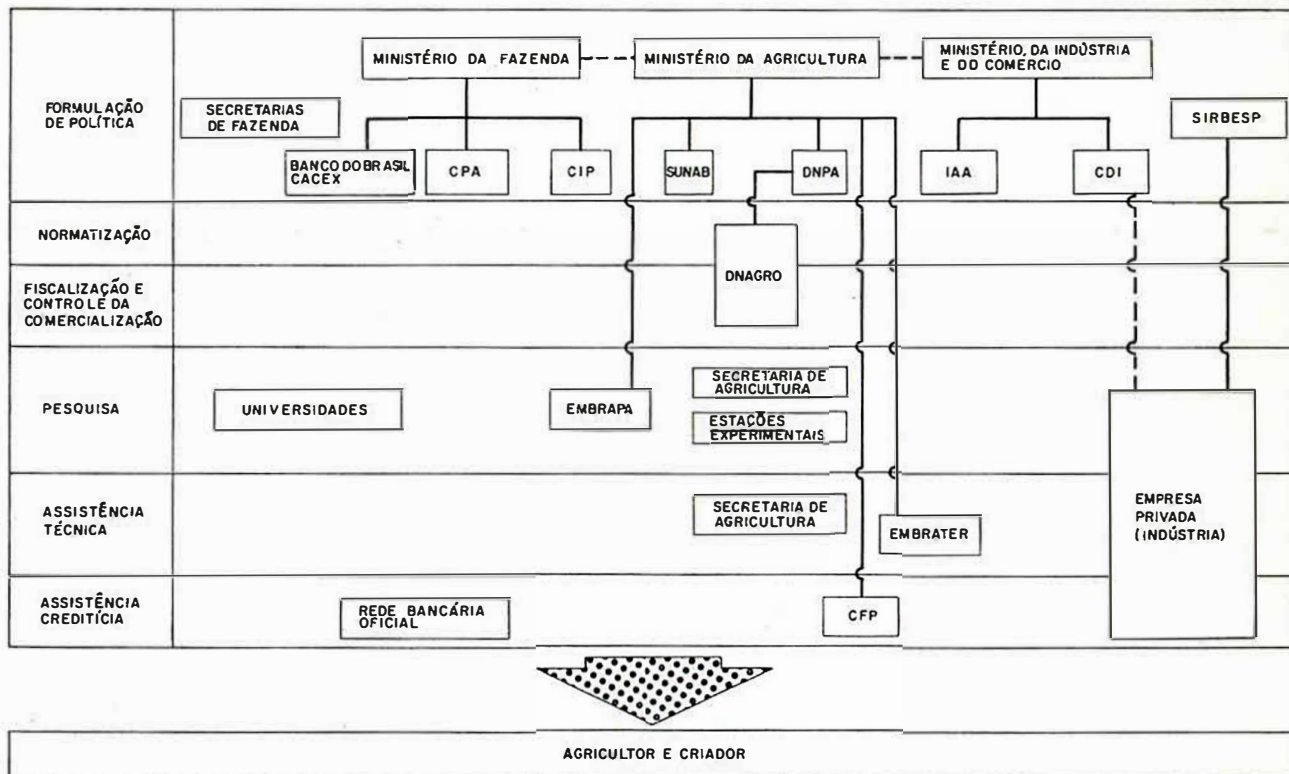 FORMULAÇÃO
DE POLÍTICA
MINISTÉRIO DA FAZENDA
MINISTÉRIO DA AGRICULTURA
MINISTÉRIO, DA INDÚSTRIA
E DO COMERCIO
SECRETARIAS
DE FAZENDA
SIRBESP
BANCO DO BRASIL
CACEX
CPA
CIP
SUNAB
DNPA
IAA
CDI
NORMATIZAÇÃO
DNAGRO
FISCALIZAÇÃO E
CONTROLE DA
COMERCIALIZAÇÃO
PESQUISA
UNIVERSIDADES
EMBRAPA
SECRETARIA DE
AGRICULTURA
ESTAÇÕES
EXPERIMENTAIS
EMPRESA
PRIVADA
(INDÚSTRIA)
ASSISTÊNCIA
TÉCNICA
SECRETARIA DE
AGRICULTURA
EMBRATER
ASSISTÊNCIA
CREDITÍCIA
REDE BANCÁRIA
OFICIAL
CFP
AGRICULTOR E CRIADOR